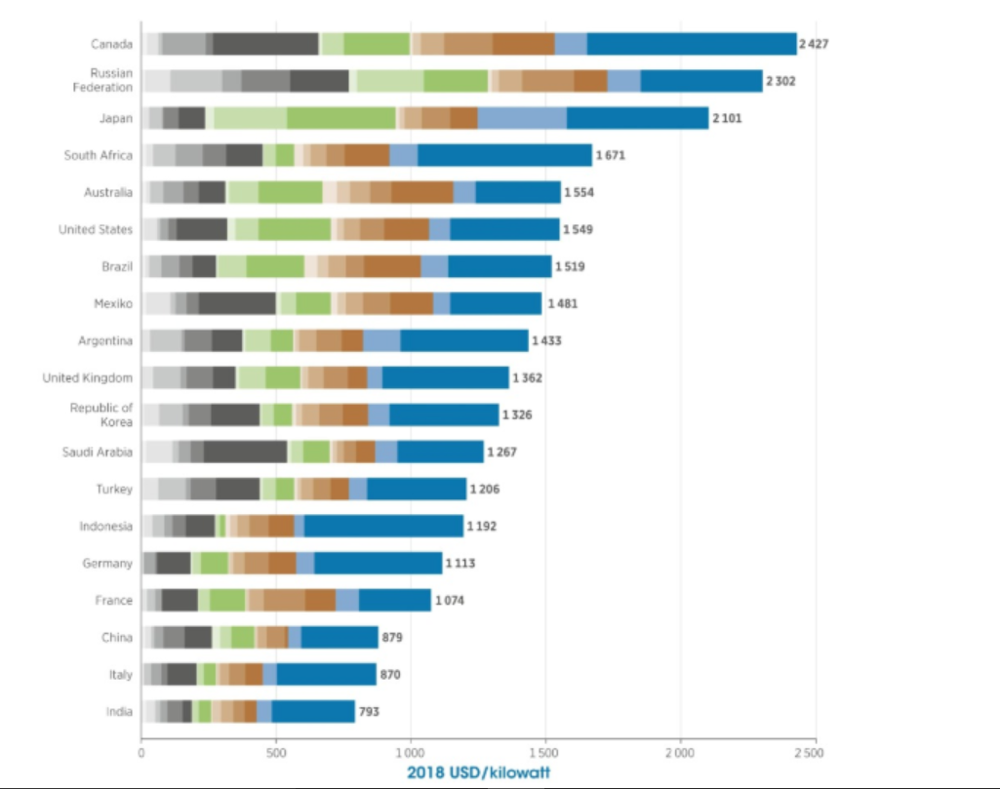 Canada 2 427
Russian
Federation 2 302
Japan 2 101
South Africa 1 671
Australia 1 554
United States 1 549
Brazil 1 519
Mexiko 1 481
Argentina 1 433
United Kingdom 1 362
Republic of
Korea 1 326
Saudi Arabia 1 267
Turkey 1 206
Indonesia 1 192
Germany 1 113
France 1 074
China 879
Italy 870
India 793
0 500 1 000 1 500 2 000 2 500
2018 USD/kilowatt